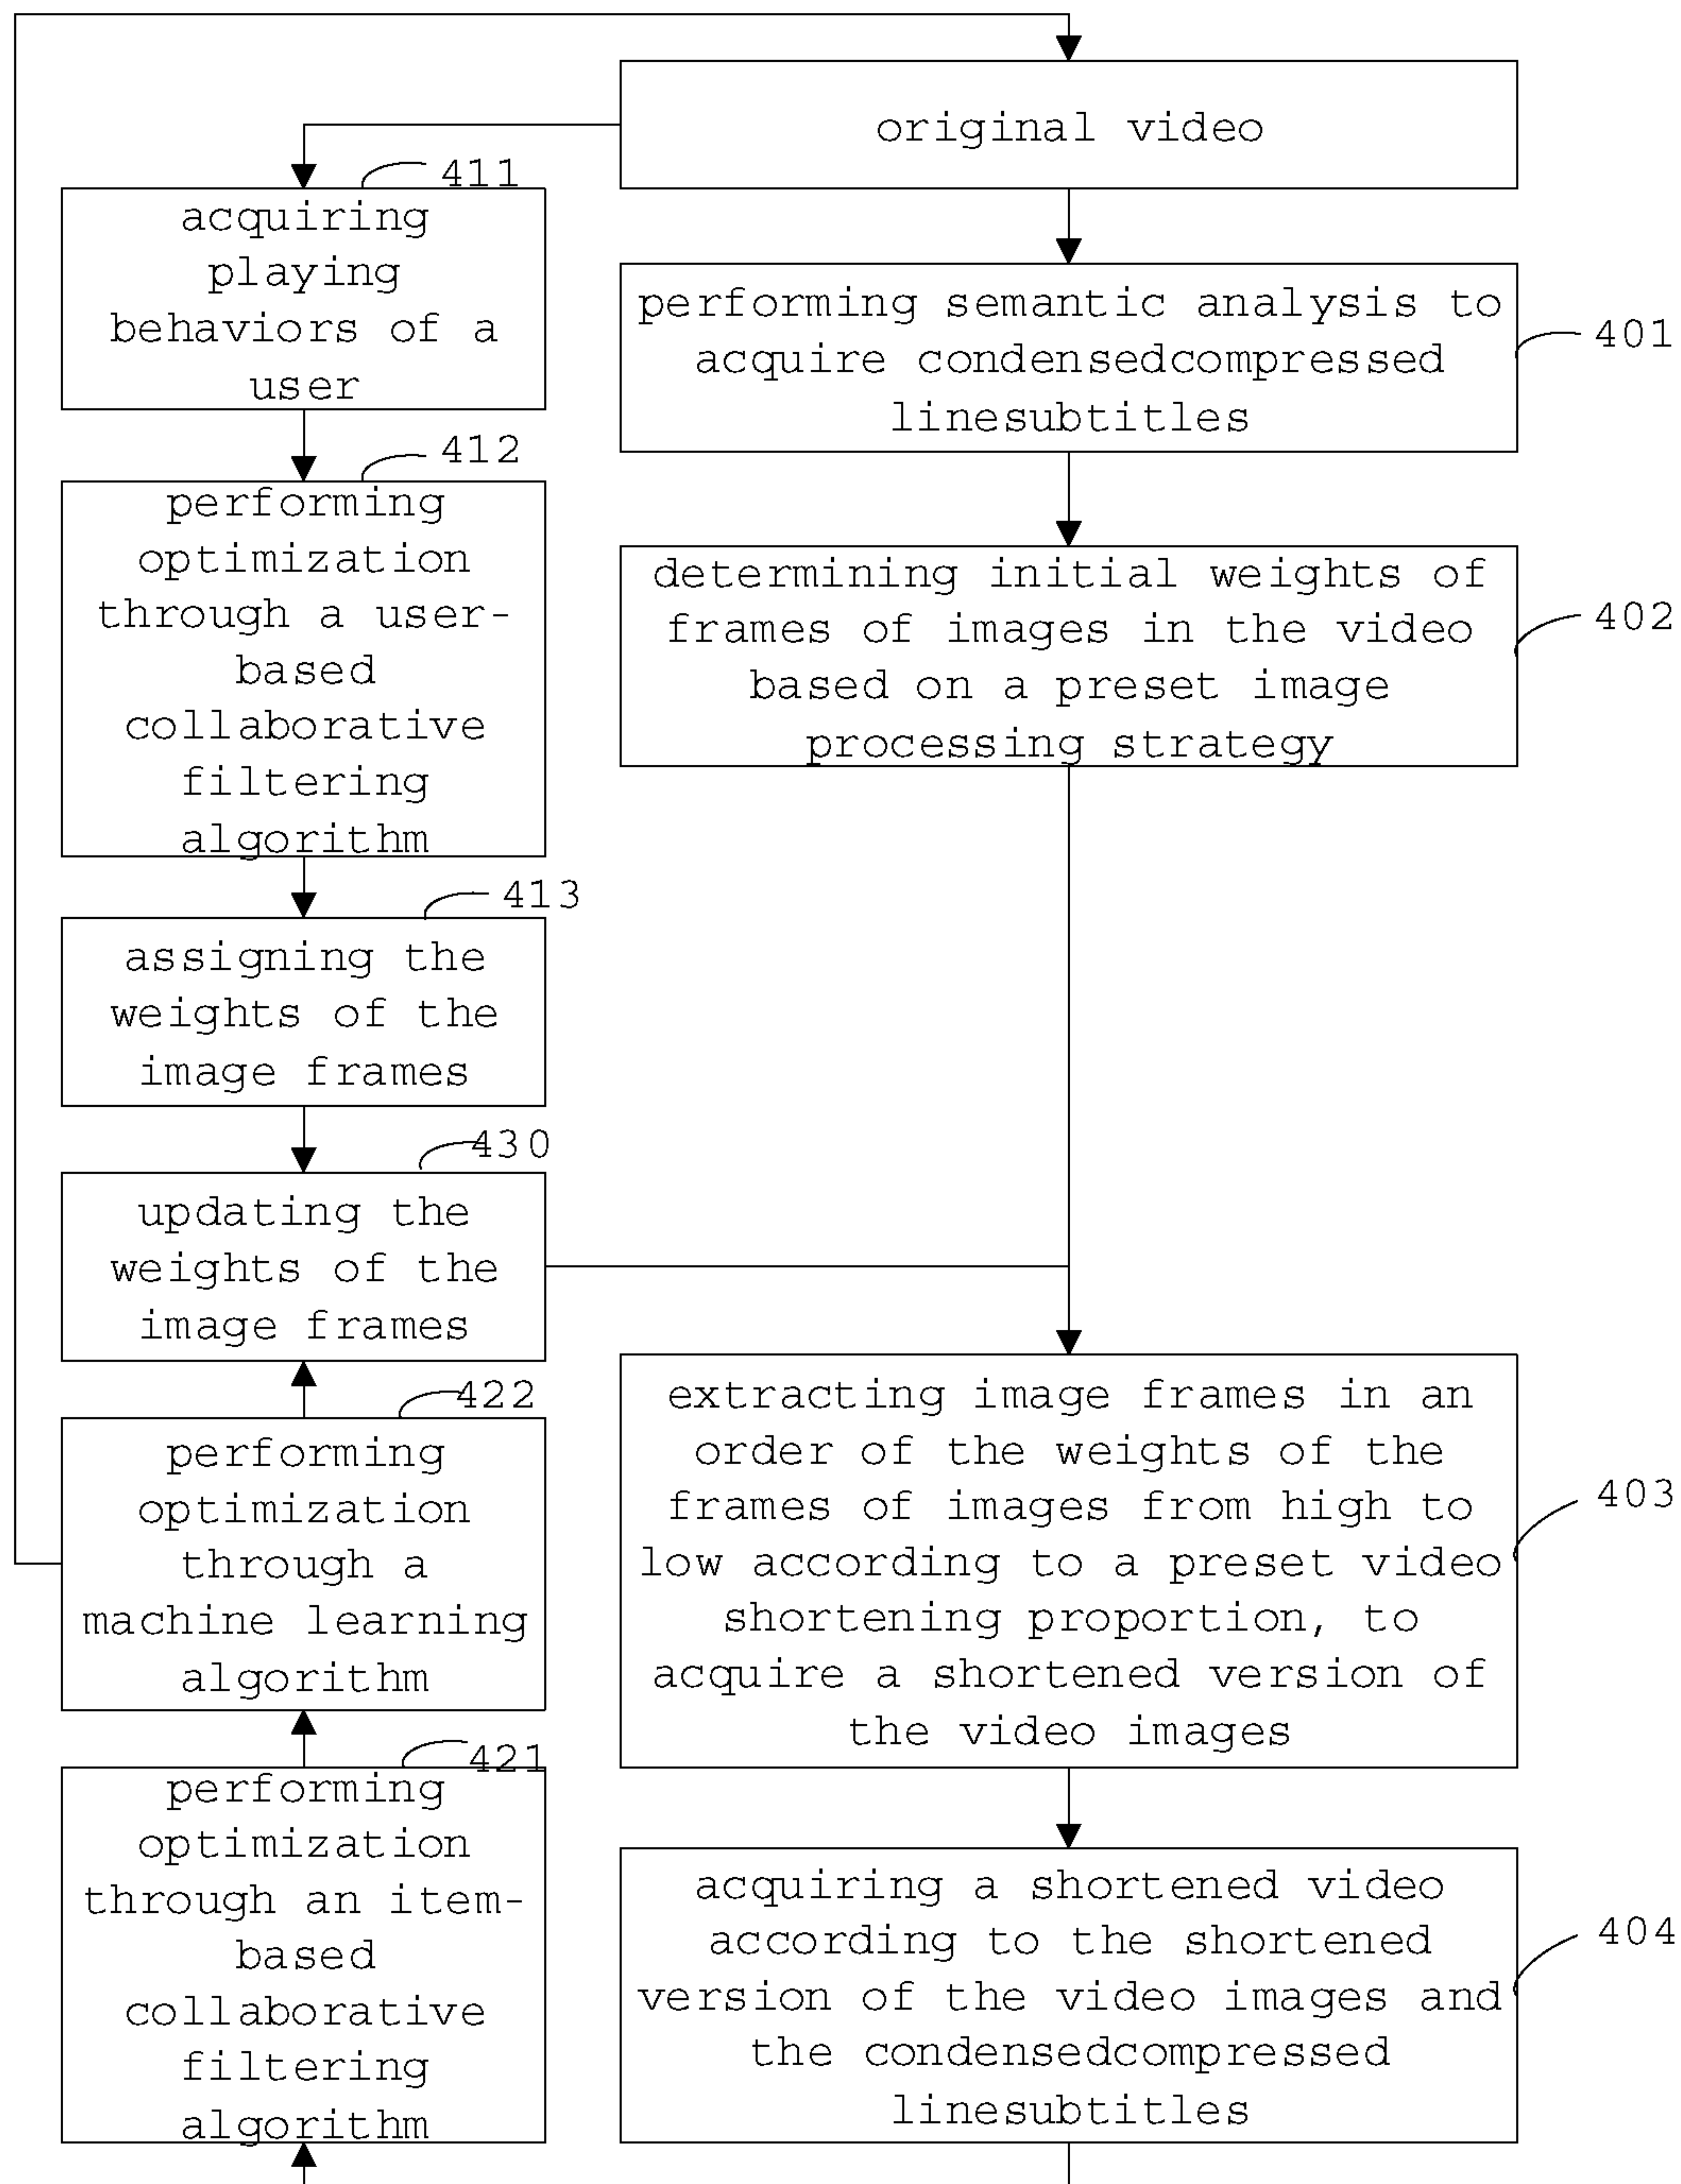 original video
411
acquiring
playing
behaviors of a
user
performing semantic analysis to
acquire condensedcompressed
linesubtitles
401
412
performing
optimization
through a user-
based
collaborative
filtering
algorithm
determining initial weights of
frames of images in the video
based on a preset image
processing strategy
402
413
assigning the
weights of the
image frames
430
updating the
weights of the
image frames
422
performing
optimization
through a
machine learning
algorithm
extracting image frames in an
order of the weights of the
frames of images from high to
low according to a preset video
shortening proportion, to
acquire a shortened version of
the video images
403
421
performing
optimization
through an item-
based
collaborative
filtering
algorithm
acquiring a shortened video
according to the shortened
version of the video images and
the condensedcompressed
linesubtitles
404